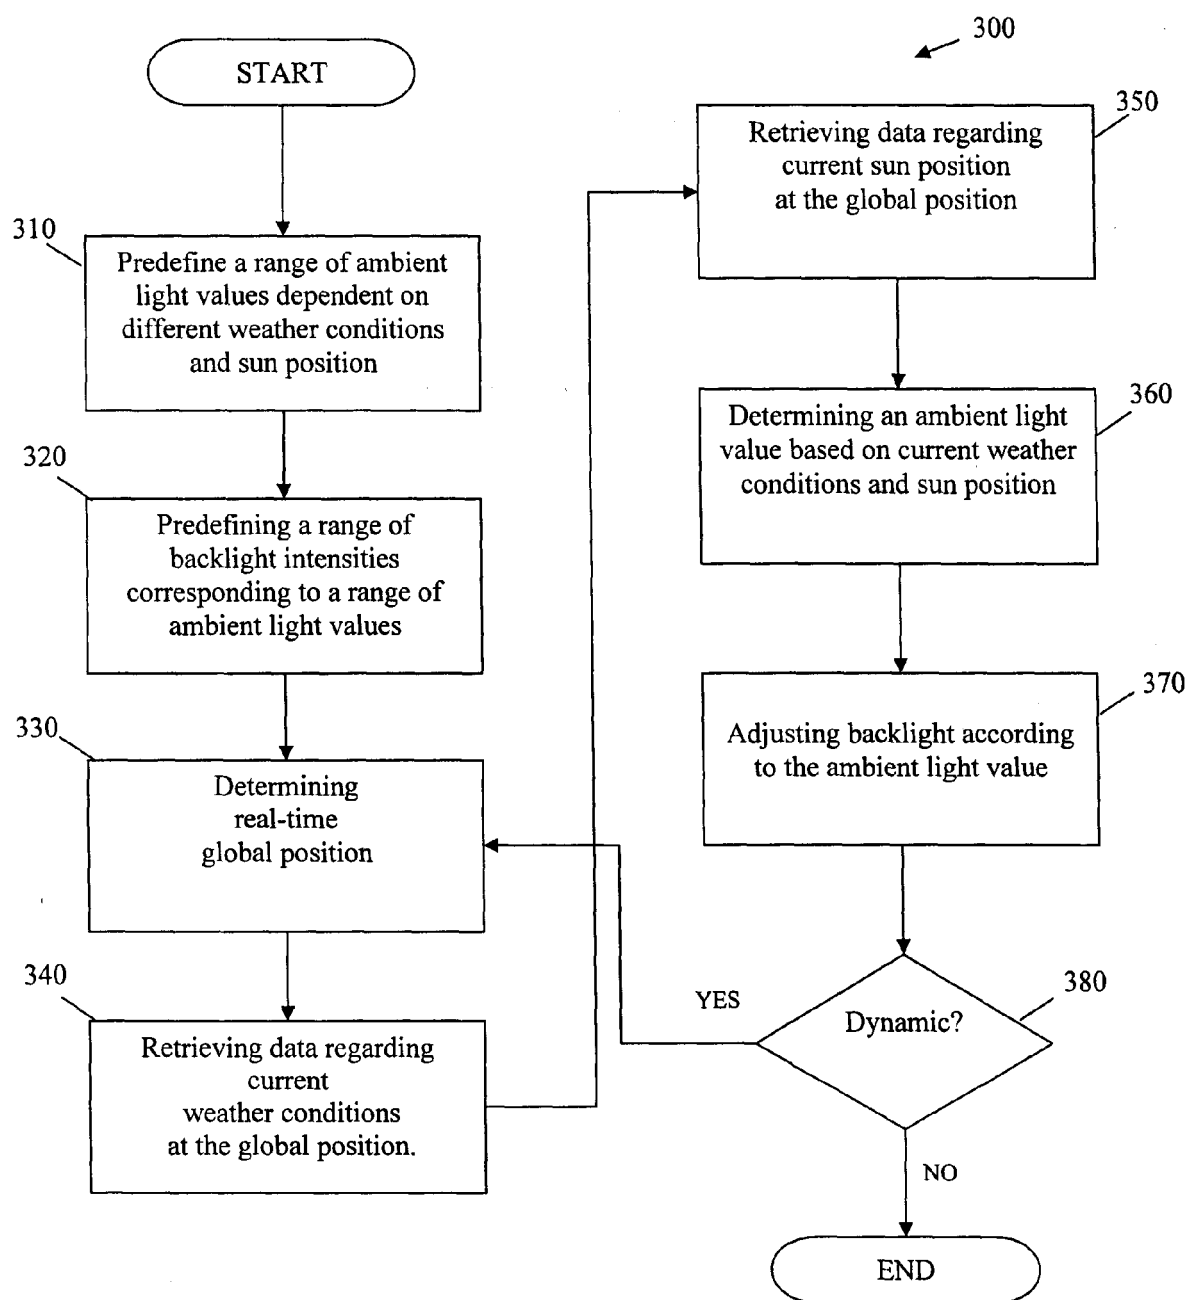 START
310
Predefine a range of ambient
light values dependent on
different weather conditions
and sun position
320
Predefining a range of
backlight intensities
corresponding to a range of
ambient light values
330
Determining
real-time
global position
340
Retrieving data regarding
current
weather conditions
at the global position.
300
350
Retrieving data regarding
current sun position
at the global position
360
Determining an ambient light
value based on current weather
conditions and sun position
370
Adjusting backlight according
to the ambient light value
380
Dynamic?
YES
NO
END